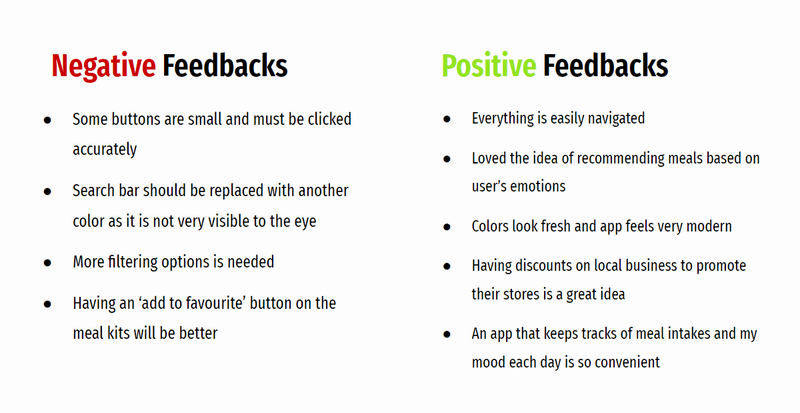 Negative Feedbacks
● Some buttons are small and must be clicked
accurately
● Search bar should be replaced with another
color as it is not very visible to the eye
● More filtering options is needed
● Having an ‘add to favourite’ button on the
meal kits will be better
Positive Feedbacks
● Everything is easily navigated
● Loved the idea of recommending meals based on
user’s emotions
● Colors look fresh and app feels very modern
● Having discounts on local business to promote
their stores is a great idea
● An app that keeps tracks of meal intakes and my
mood each day is so convenient